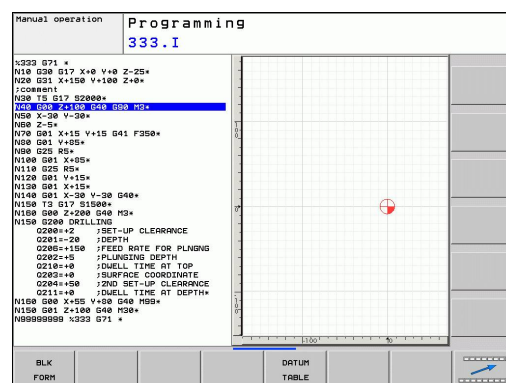 Manual operation
Programming
333.I
%333 G71 *
N10 G30 G17 X+0 Y+0 Z-25*
N20 G31 X+150 Y+100 Z+0*
;comment
N30 T5 G17 S2000*
N40 G00 Z+100 G40 G90 M3*
N50 X-30 Y-30*
N60 Z-5*
N70 G01 X+15 Y+15 G41 F350*
N80 G01 Y+85*
N90 G25 R5*
N100 G01 X+85*
N110 G25 R5*
N120 G01 Y+15*
N130 G01 X+15*
N140 G01 X-30 Y-30 G40*
N150 T3 G17 S1500*
N160 G00 Z+200 G40 M3*
N150 G200 DRILLING
Q200=+2 ;SET-UP CLEARANCE
Q201=-20 ;DEPTH
Q206=+150 ;FEED RATE FOR PLNGNG
Q202=+5 ;PLUNGING DEPTH
Q210=+0 ;DWELL TIME AT TOP
Q203=+0 ;SURFACE COORDINATE
Q204=+50 ;2ND SET-UP CLEARANCE
Q211=+0 ;DWELL TIME AT DEPTH*
N160 G00 X+55 Y+80 G40 M99*
N150 G01 Z+100 G40 M30*
N99999999 %333 G71 *
-100
BLK
FORM
DATUM
TABLE